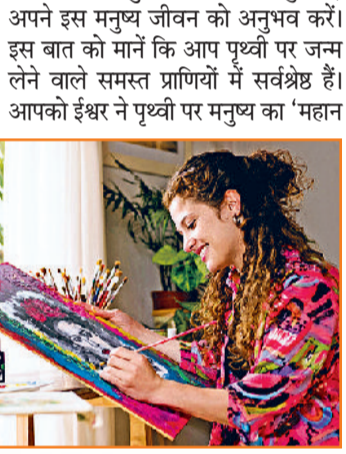 अपने इस मनुष्य जीवन को अनुभव करें।
इस बात को मानें कि आप पृथ्वी पर जन्म
लेने वाले समस्त प्राणियों में सर्वश्रेष्ठ हैं।
आपको ईश्वर ने पृथ्वी पर मनुष्य का ‘महान